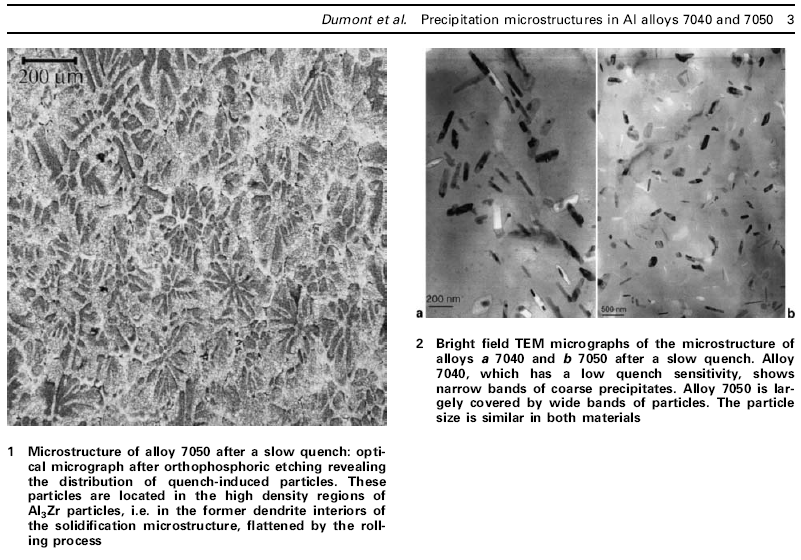 Dumont et al. Precipitation microstructures in Al alloys 7040 and 7050 3
200 µm
1 Microstructure of alloy 7050 after a slow quench: opti-
cal micrograph after orthophosphoric etching revealing
the distribution of quench-induced particles. These
particles are located in the high density regions of
Al3Zr particles, i.e. in the former dendrite interiors of
the solidification microstructure, flattened by the roll-
ing process
200 nm
500 nm
a
b
2 Bright field TEM micrographs of the microstructure of
alloys a 7040 and b 7050 after a slow quench. Alloy
7040, which has a low quench sensitivity, shows
narrow bands of coarse precipitates. Alloy 7050 is lar-
gely covered by wide bands of particles. The particle
size is similar in both materials